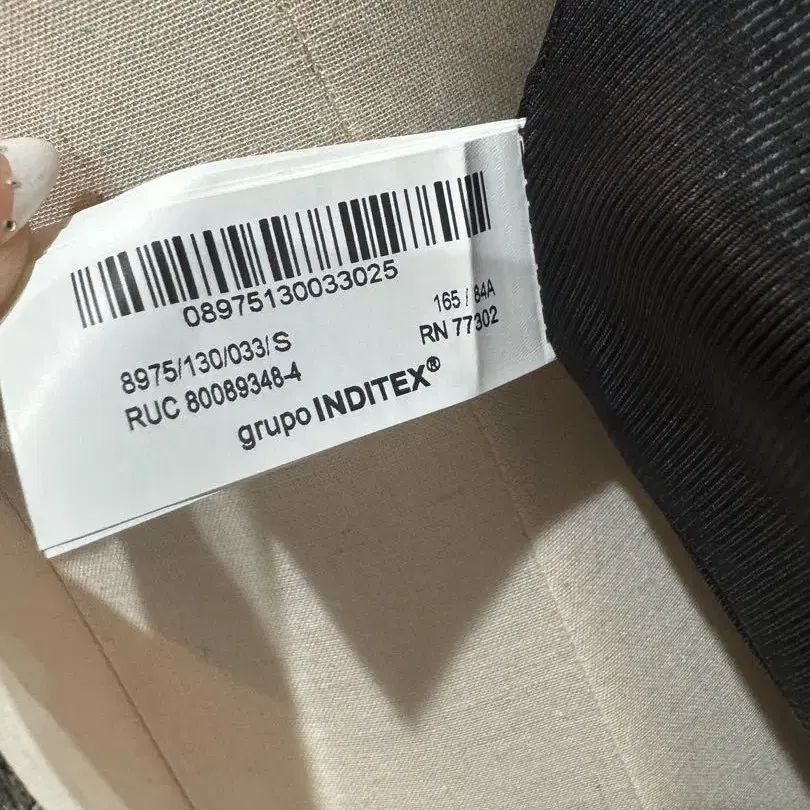 08975130033025
8975/130/033/S
165 / 84A
RUC 80089348-4
RN 77302
grupo INDITEX®